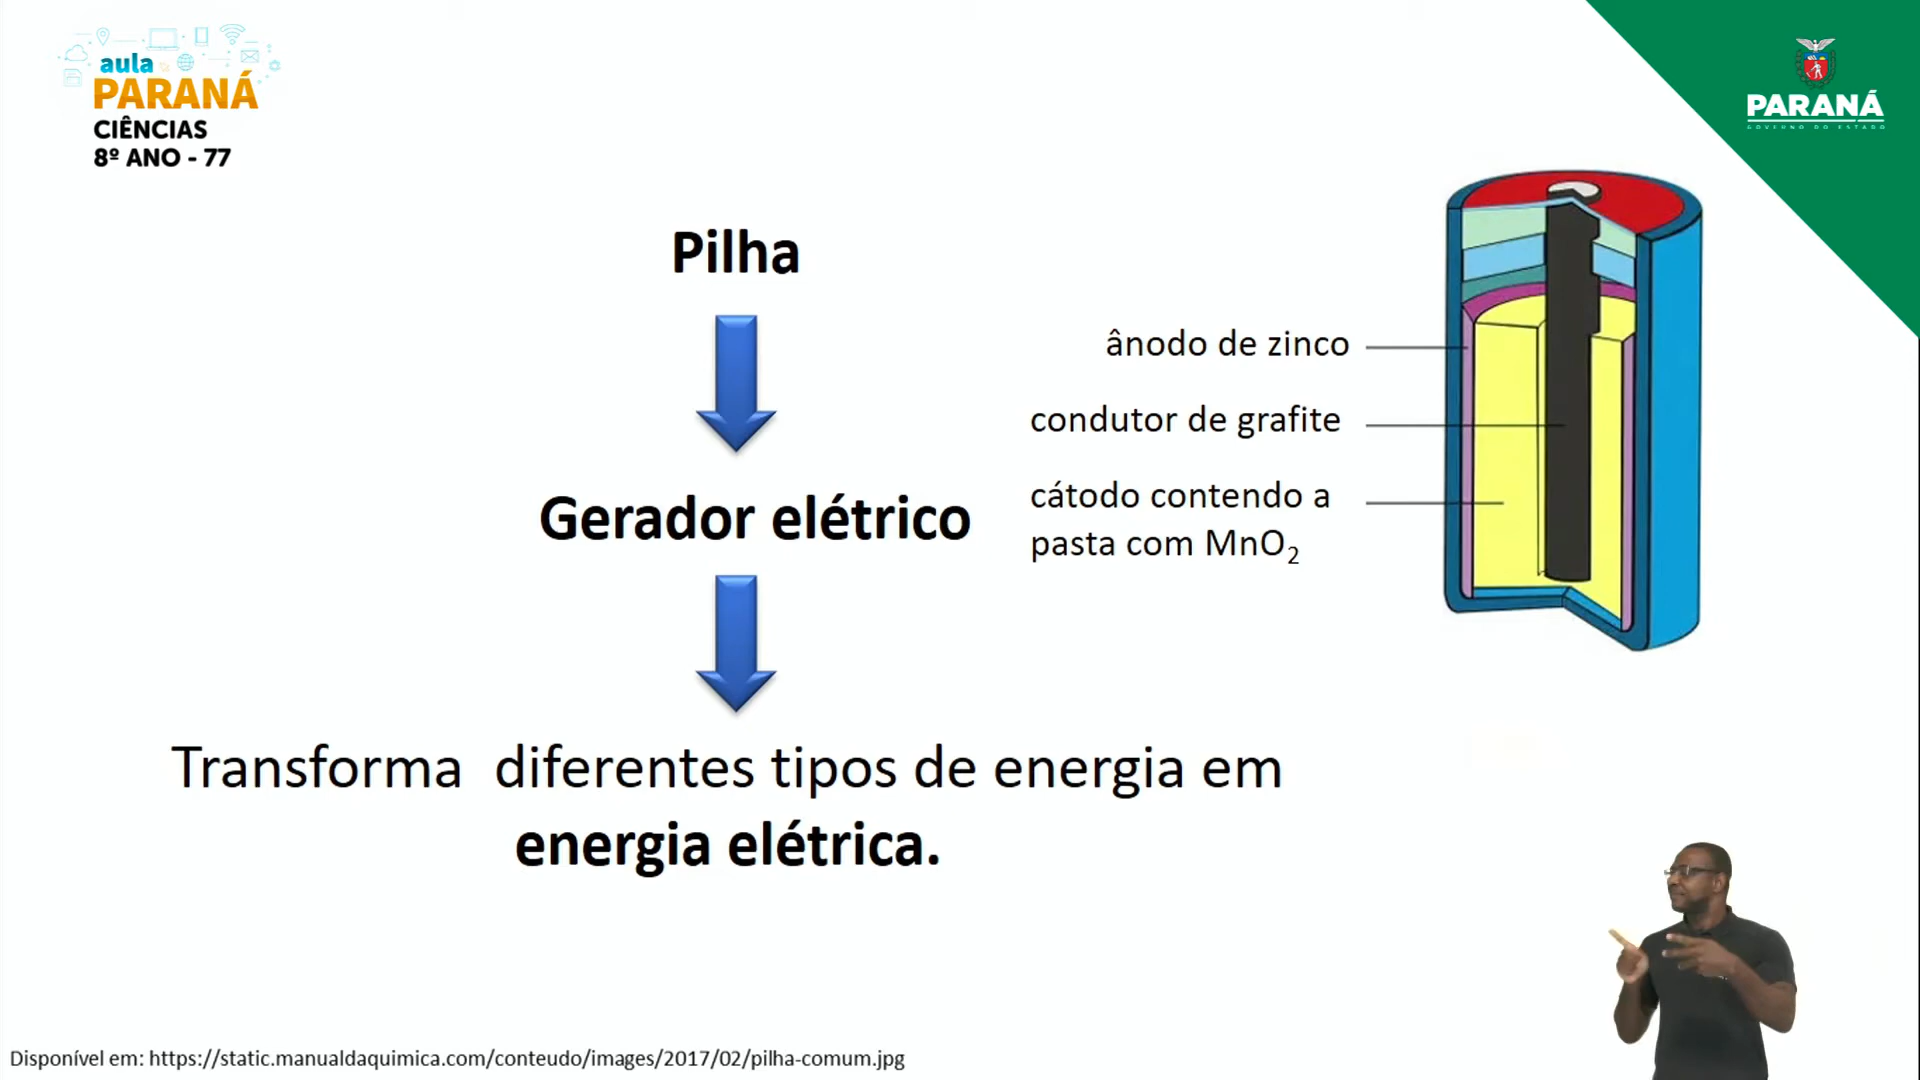 aula
PARANÁ
CIÊNCIAS
8º ANO - 77
PARANÁ
GOVERNO DO ESTADO
Pilha
Gerador elétrico
Transforma diferentes tipos de energia em
energia elétrica.
ânodo de zinco
condutor de grafite
cátodo contendo a
pasta com MnO₂
Disponível em: https://static.manualdaquimica.com/conteudo/images/2017/02/pilha-comum.jpg